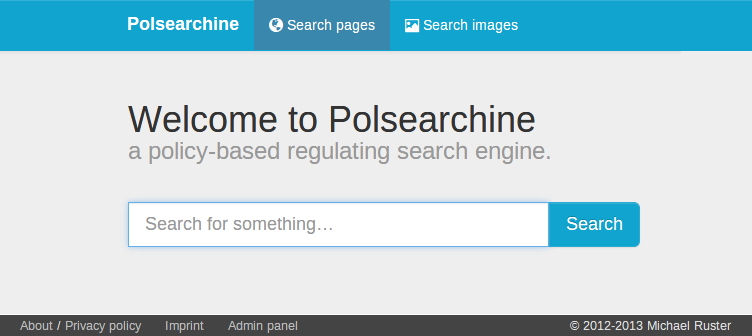 Polsearchine Search pages Search images
Welcome to Polsearchine
a policy-based regulating search engine.
Search for something… Search
About / Privacy policy Imprint Admin panel © 2012-2013 Michael Ruster